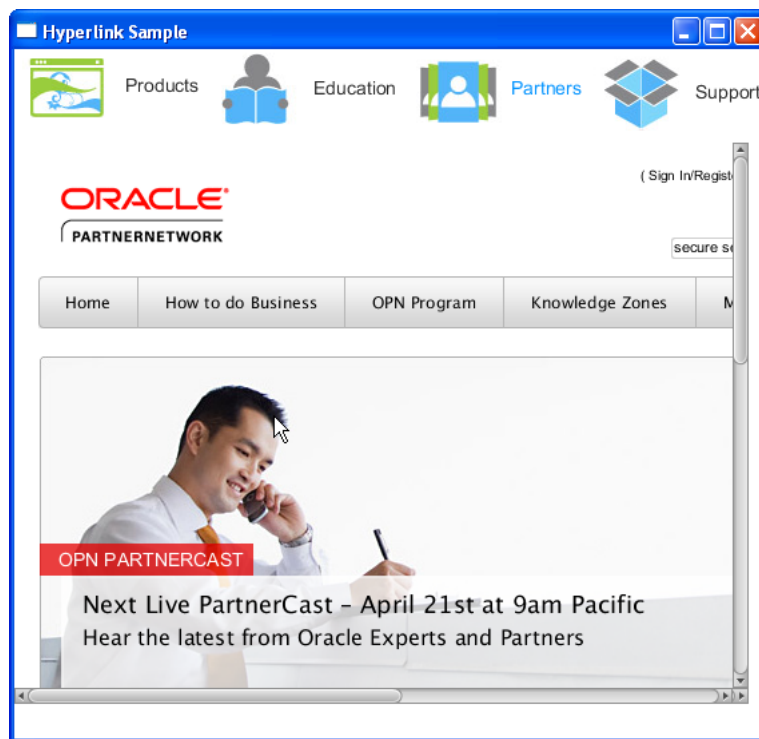 Hyperlink Sample
Products Education Partners Support
( Sign In/Regist
ORACLE
PARTNERNETWORK
secure se
Home How to do Business OPN Program Knowledge Zones M
OPN PARTNERCAST
Next Live PartnerCast – April 21st at 9am Pacific
Hear the latest from Oracle Experts and Partners